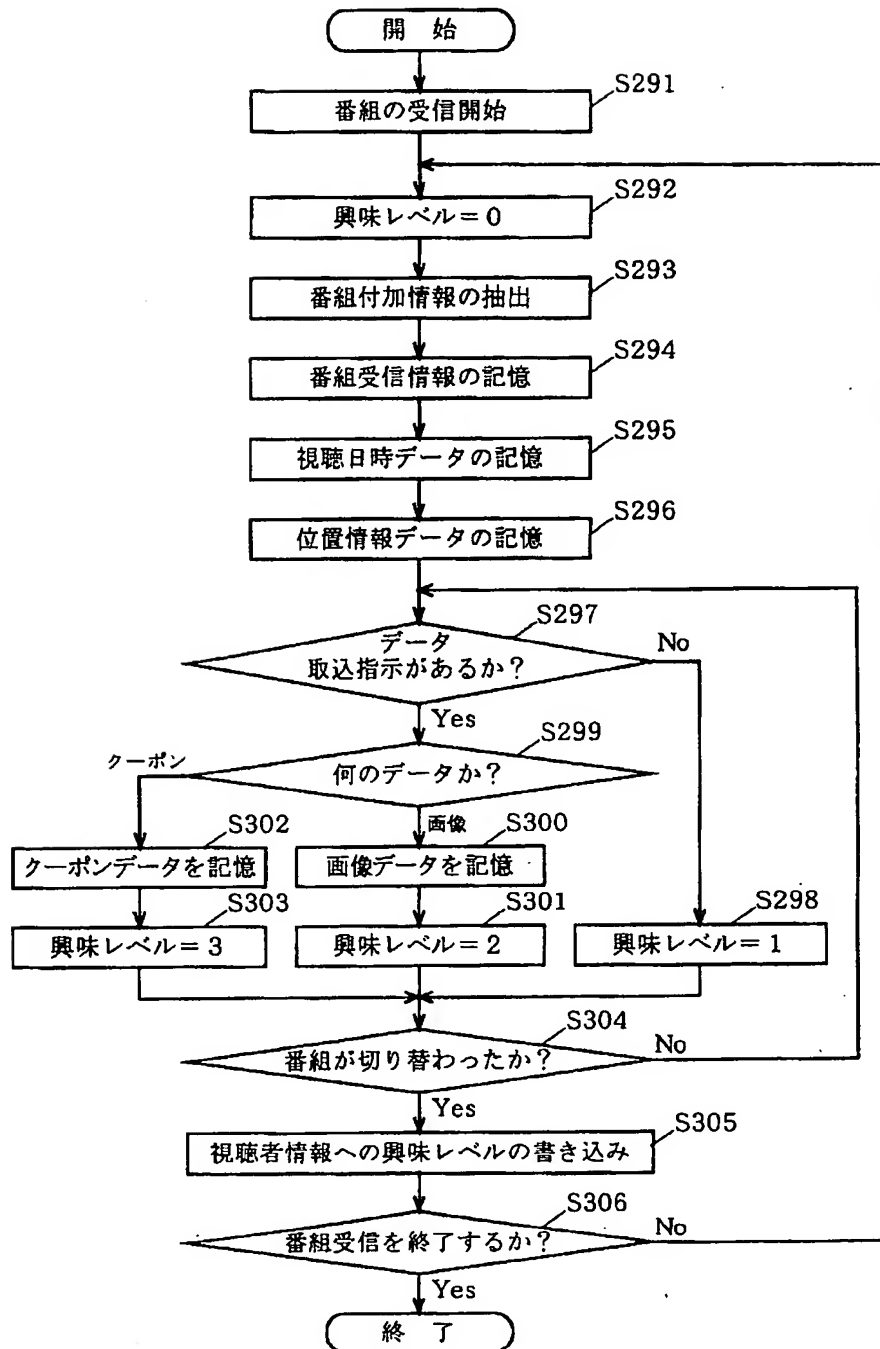 開 始
S291
番組の受信開始
S292
興味レベル=0
S293
番組付加情報の抽出
S294
番組受信情報の記憶
S295
視聴日時データの記憶
S296
位置情報データの記憶
S297
データ
取込指示があるか?
No
Yes
S299
クーポン
何のデータか?
画像
S302
S300
クーポンデータを記憶
画像データを記憶
S303
S301
S298
興味レベル=3
興味レベル=2
興味レベル=1
S304
番組が切り替わったか?
No
Yes
S305
視聴者情報への興味レベルの書き込み
S306
番組受信を終了するか?
No
Yes
終 了